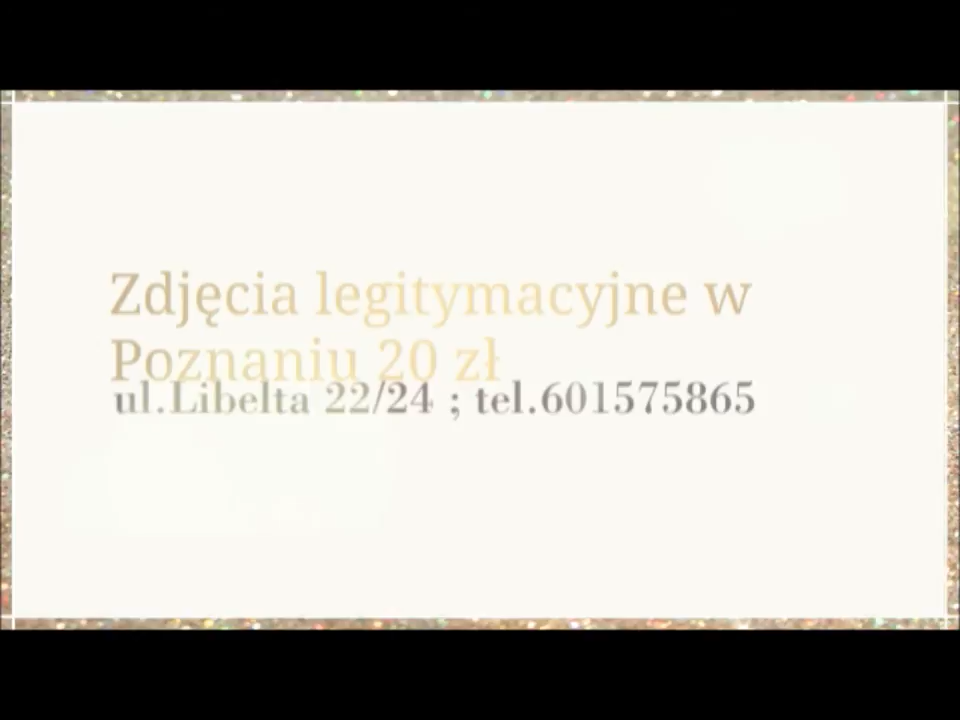 Zdjęcia legitymacyjne w
Poznaniu 20 zł
ul.Libelta 22/24 ; tel.601575865